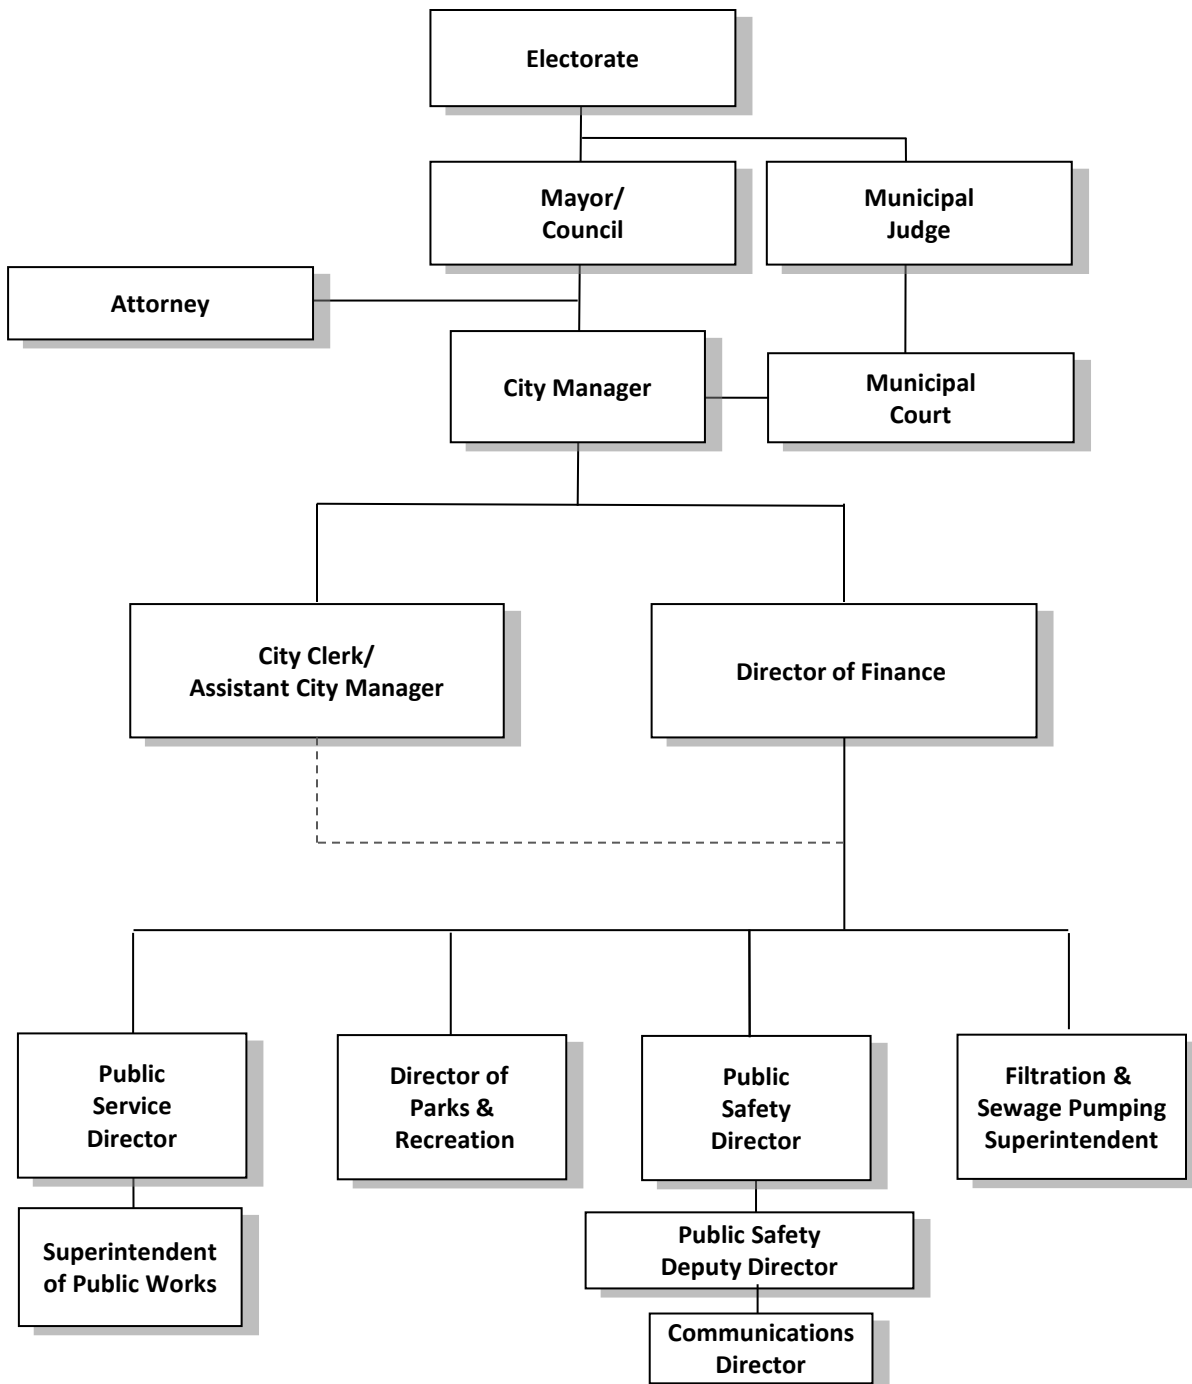 Electorate
Mayor/
Council
Municipal
Judge
Attorney
City Manager
Municipal
Court
City Clerk/
Assistant City Manager
Director of Finance
Public
Service
Director
Director of
Parks &
Recreation
Public
Safety
Director
Filtration &
Sewage Pumping
Superintendent
Superintendent
of Public Works
Public Safety
Deputy Director
Communications
Director